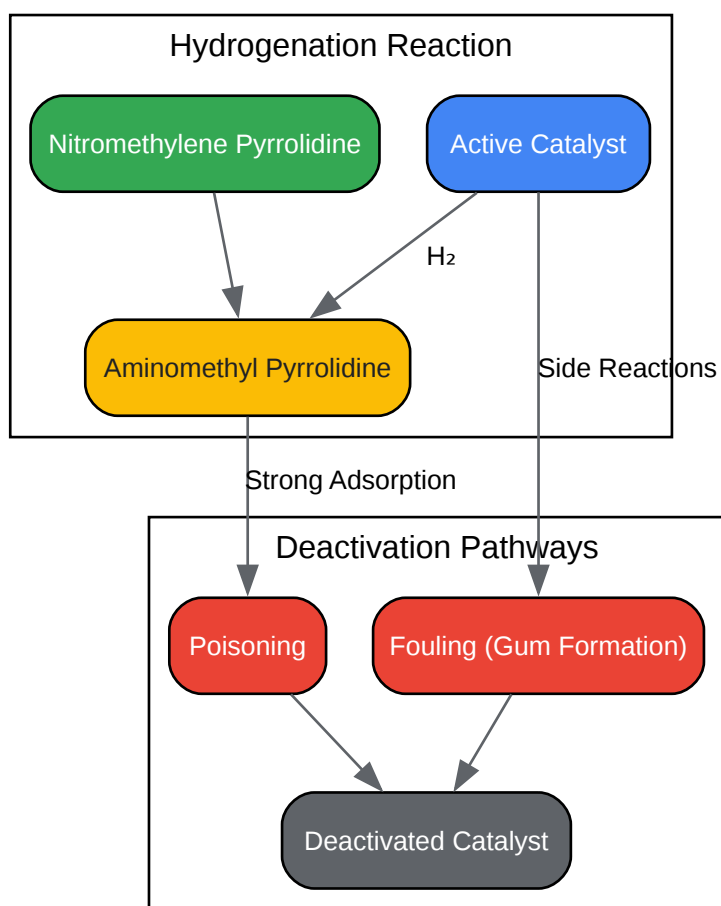 Hydrogenation Reaction
Nitromethylene Pyrrolidine
Active Catalyst
H₂
Aminomethyl Pyrrolidine
Side Reactions
Strong Adsorption
Deactivation Pathways
Poisoning
Fouling (Gum Formation)
Deactivated Catalyst